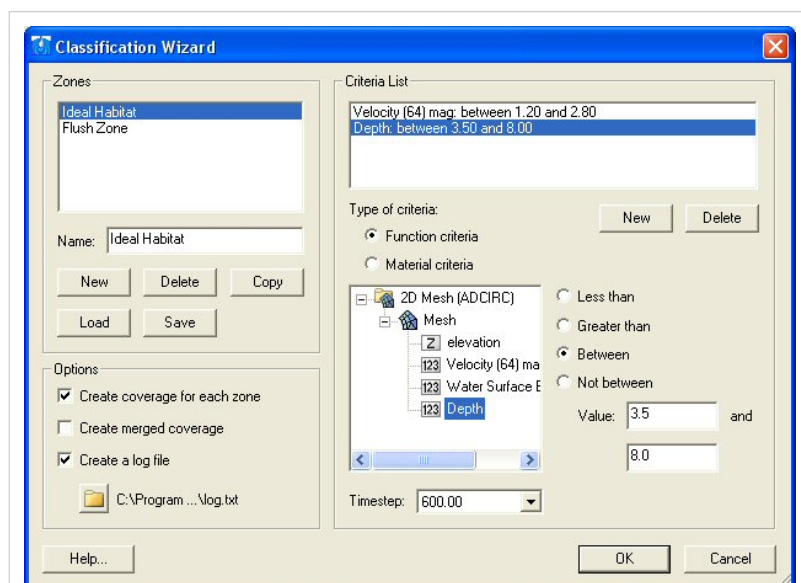 Classification Wizard
Zones
Ideal Habitat
Flush Zone
Name: Ideal Habitat
New Delete Copy
Load Save
Options
Create coverage for each zone
Create merged coverage
Create a log file
C:\Program ...\log.txt
Criteria List
Velocity (64) mag: between 1.20 and 2.80
Depth: between 3.50 and 8.00
Type of criteria:
New Delete
Function criteria
Material criteria
2D Mesh (ADCIRC)
Mesh
Z elevation
123 Velocity (64) ma
123 Water Surface E
123 Depth
Less than
Greater than
Between
Not between
Value: 3.5 and
8.0
Timestep: 600.00
Help... OK Cancel